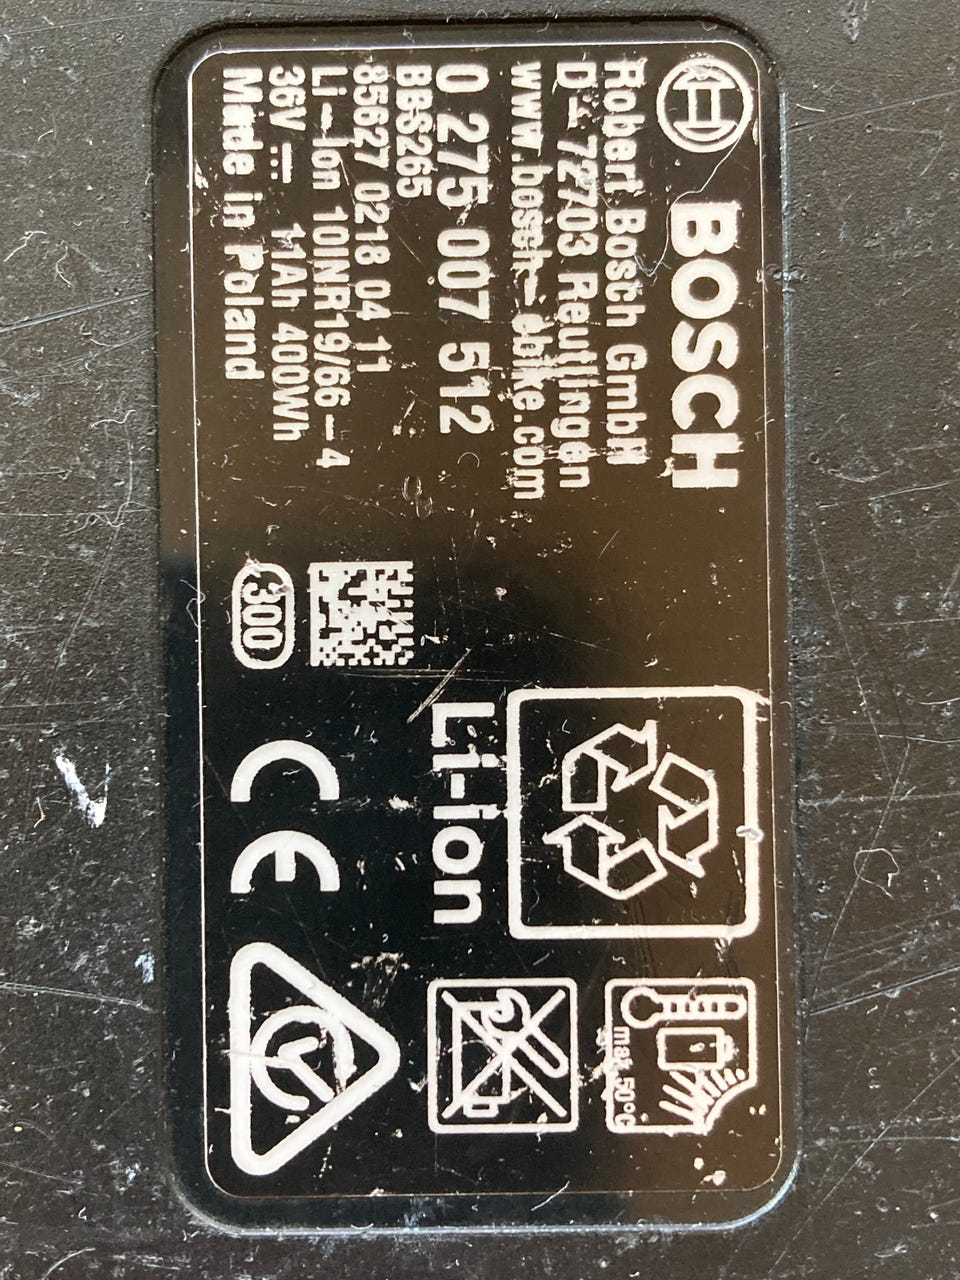 BOSCH
Robert Bosch GmbH
D-72703 Reutlingen
www.bosch-ebike.com
0 275 007 512
BBS265
85627 0218 04 11
Li-Ion 10INR19/66-4
36V 11Ah 400Wh
Made in Poland
300
Li-ion
CE
max.50°C